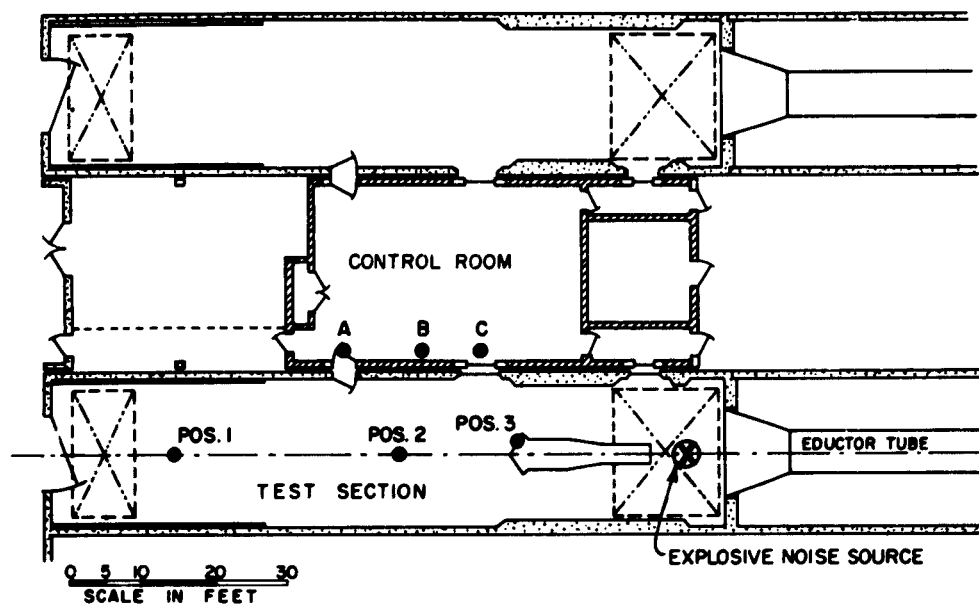 CONTROL ROOM
A B C
POS. 1 POS. 2 POS. 3
EDUCTOR TUBE
TEST SECTION
EXPLOSIVE NOISE SOURCE
0 5 10 20 30
SCALE IN FEET